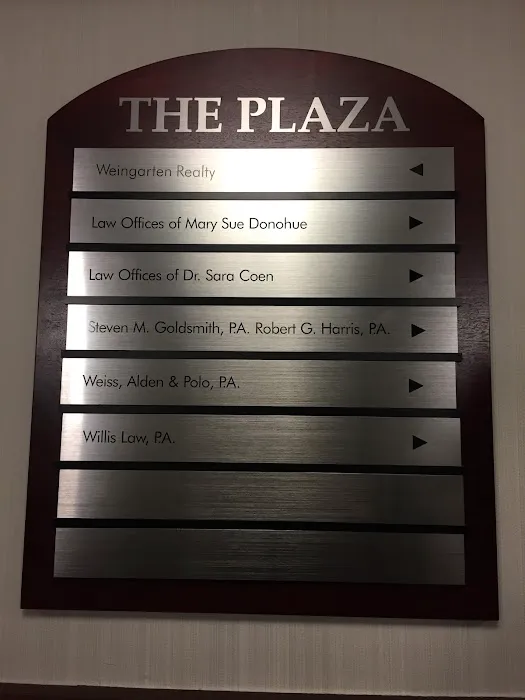 THE PLAZA
Weingarten Realty ◀
Law Offices of Mary Sue Donohue ▶
Law Offices of Dr. Sara Coen ▶
Steven M. Goldsmith, P.A. Robert G. Harris, P.A. ▶
Weiss, Alden & Polo, P.A. ▶
Willis Law, P.A. ▶